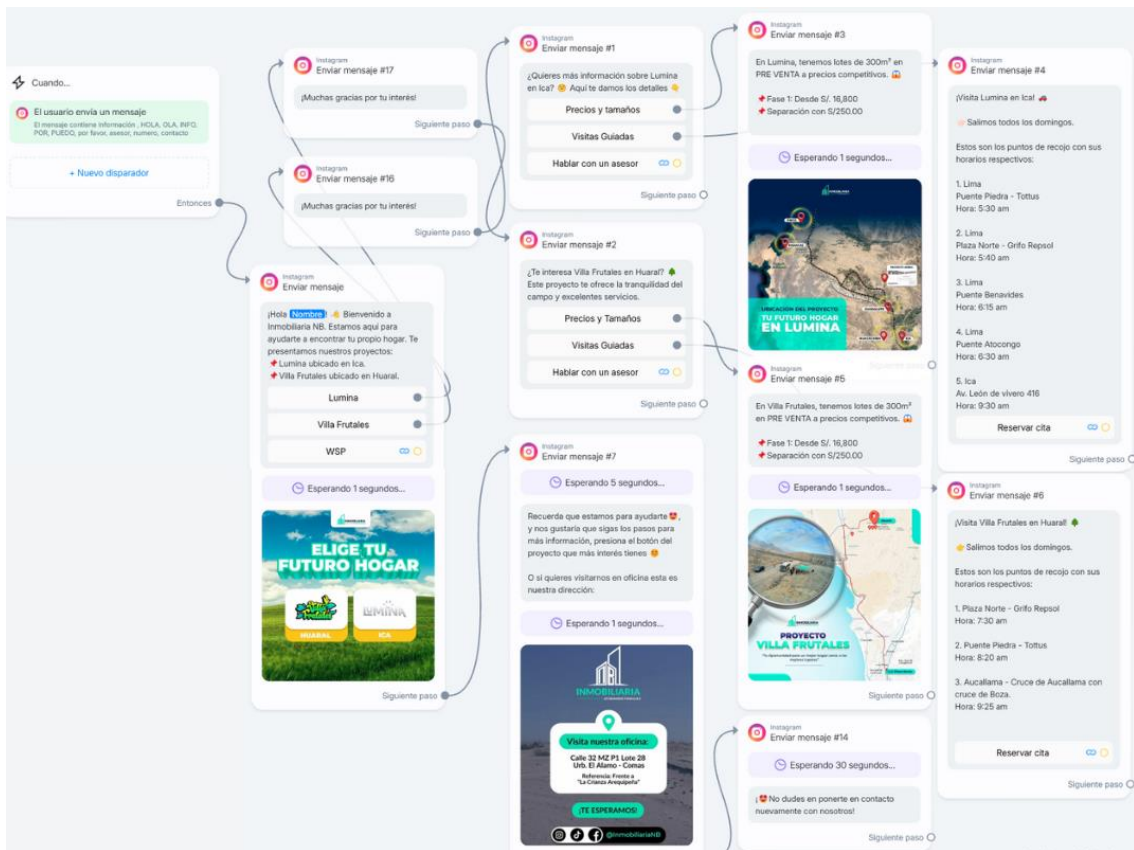 Cuando...
El usuario envía un mensaje
El mensaje contiene información , HOLA, OLA, INFO,
POR, PUEDO, por favor, asesor, numero, contacto
+ Nuevo disparador
Entonces
Instagram
Enviar mensaje #17
¡Muchas gracias por tu interés!
Siguiente paso
Instagram
Enviar mensaje #16
¡Muchas gracias por tu interés!
Siguiente paso
Instagram
Enviar mensaje
¡Hola Nombre! 👋 Bienvenido a
Inmobiliaria NB. Estamos aquí para
ayudarte a encontrar tu propio hogar. Te
presentamos nuestros proyectos:
📌 Lumina ubicado en Ica.
📌 Villa Frutales ubicado en Huaral.
Lumina
Villa Frutales
WSP
Esperando 1 segundos...
INMOBILIARIA
ELIGE TU
FUTURO HOGAR
LUMINA
HUARAL
ICA
Siguiente paso
Instagram
Enviar mensaje #1
¿Quieres más información sobre Lumina
en Ica? 🤗 Aquí te damos los detalles 👇
Precios y tamaños
Visitas Guiadas
Hablar con un asesor
Siguiente paso
Instagram
Enviar mensaje #2
¿Te interesa Villa Frutales en Huaral? 🌲
Este proyecto te ofrece la tranquilidad del
campo y excelentes servicios.
Precios y Tamaños
Visitas Guiadas
Hablar con un asesor
Siguiente paso
Instagram
Enviar mensaje #7
Esperando 5 segundos...
Recuerda que estamos para ayudarte😍,
y nos gustaría que sigas los pasos para
más información, presiona el botón del
proyecto que más interés tienes 😊
O si quieres visitarnos en oficina esta es
nuestra dirección:
Esperando 1 segundos...
INMOBILIARIA
Visita nuestra oficina:
Calle 32 MZ P1 Lote 28
Urb. El Alamo - Comas
Referencia: Frente a
"La Crianza Arequipeña"
¡TE ESPERAMOS!
@InmobiliariaNB
Instagram
Enviar mensaje #3
En Lumina, tenemos lotes de 300m² en
PRE VENTA a precios competitivos. 😱
📌 Fase 1: Desde S/. 16,800
📌 Separación con S/250.00
Esperando 1 segundos...
INMOBILIARIA
UBICACIÓN DEL PROYECTO
TU FUTURO HOGAR
EN LUMINA
Siguiente paso
Instagram
Enviar mensaje #5
En Villa Frutales, tenemos lotes de 300m²
en PRE VENTA a precios competitivos. 😱
📌 Fase 1: Desde S/. 16,800
📌 Separación con S/250.00
Esperando 1 segundos...
INMOBILIARIA
PROYECTO
VILLA FRUTALES
Siguiente paso
Instagram
Enviar mensaje #14
Esperando 30 segundos...
¡😍 No dudes en ponerte en contacto
nuevamente con nosotros!
Siguiente paso
Instagram
Enviar mensaje #4
¡Visita Lumina en Ica! 🚗
👉 Salimos todos los domingos.
Estos son los puntos de recojo con sus
horarios respectivos:
1. Lima
Puente Piedra - Tottus
Hora: 5:30 am
2. Lima
Plaza Norte - Grifo Repsol
Hora: 5:40 am
3. Lima
Puente Benavides
Hora: 6:15 am
4. Lima
Puente Atocongo
Hora: 6:30 am
5. Ica
Av. León de vivero 416
Hora: 9:30 am
Reservar cita
Siguiente paso
Instagram
Enviar mensaje #6
¡Visita Villa Frutales en Huaral! 🌲
👉 Salimos todos los domingos.
Estos son los puntos de recojo con sus
horarios respectivos:
1. Plaza Norte - Grifo Repsol
Hora: 7:30 am
2. Puente Piedra - Tottus
Hora: 8:20 am
3. Aucallama - Cruce de Aucallama con
cruce de Boza.
Hora: 9:25 am
Reservar cita
Siguiente paso